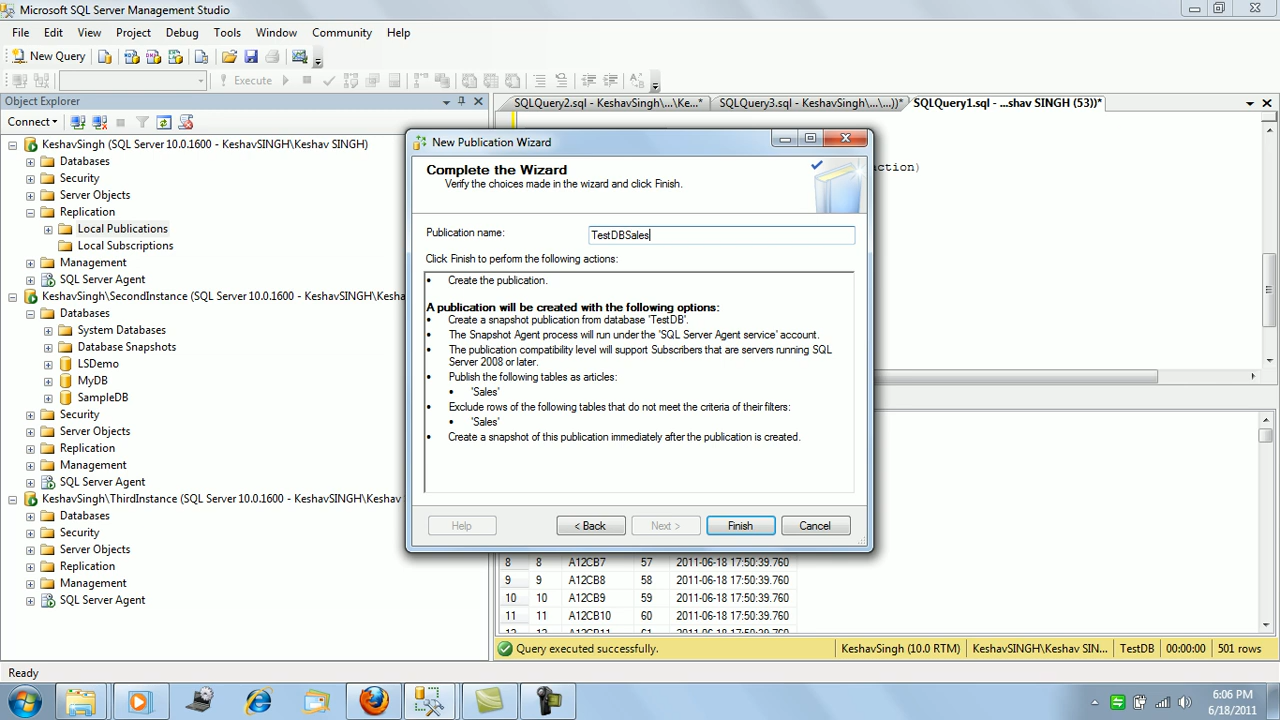 Microsoft SQL Server Management Studio
File Edit View Project Debug Tools Window Community Help
New Query
Execute
Object Explorer
SQLQuery2.sql - KeshavSingh\...\Ke...* SQLQuery3.sql - KeshavSingh\...\...))* SQLQuery1.sql - ...shav SINGH (53))*
Connect
KeshavSingh (SQL Server 10.0.1600 - KeshavSINGH\Keshav SINGH)
Databases
Security
Server Objects
Replication
Local Publications
Local Subscriptions
Management
SQL Server Agent
KeshavSingh\SecondInstance (SQL Server 10.0.1600 - KeshavSINGH\Kesha
Databases
System Databases
Database Snapshots
LSDemo
MyDB
SampleDB
Security
Server Objects
Replication
Management
SQL Server Agent
KeshavSingh\ThirdInstance (SQL Server 10.0.1600 - KeshavSINGH\Keshav
Databases
Security
Server Objects
Replication
Management
SQL Server Agent
New Publication Wizard
Complete the Wizard
Verify the choices made in the wizard and click Finish.
Publication name: TestDBSales
Click Finish to perform the following actions:
• Create the publication.
A publication will be created with the following options:
• Create a snapshot publication from database 'TestDB'.
• The Snapshot Agent process will run under the 'SQL Server Agent service' account.
• The publication compatibility level will support Subscribers that are servers running SQL
Server 2008 or later.
• Publish the following tables as articles:
• 'Sales'
• Exclude rows of the following tables that do not meet the criteria of their filters:
• 'Sales'
• Create a snapshot of this publication immediately after the publication is created.
Help < Back Next > Finish Cancel
action)
8 8 A12CB7 57 2011-06-18 17:50:39.760
9 9 A12CB8 58 2011-06-18 17:50:39.760
10 10 A12CB9 59 2011-06-18 17:50:39.760
11 11 A12CB10 60 2011-06-18 17:50:39.760
12 12 A12CB11 61 2011-06-18 17:50:39.760
Query executed successfully. KeshavSingh (10.0 RTM) KeshavSINGH\Keshav SIN... TestDB 00:00:00 501 rows
Ready
6:06 PM
6/18/2011